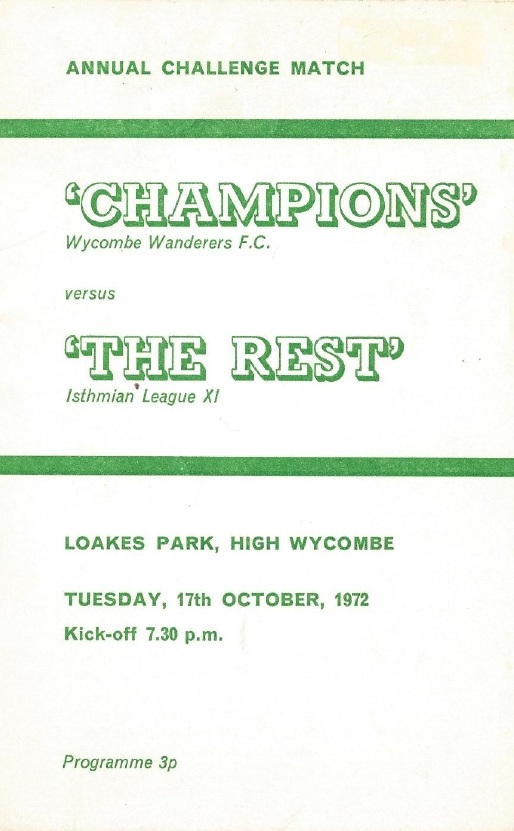 ANNUAL CHALLENGE MATCH
‘CHAMPIONS’
Wycombe Wanderers F.C.
versus
‘THE REST’
Isthmian League XI
LOAKES PARK, HIGH WYCOMBE
TUESDAY, 17th OCTOBER, 1972
Kick-off 7.30 p.m.
Programme 3p